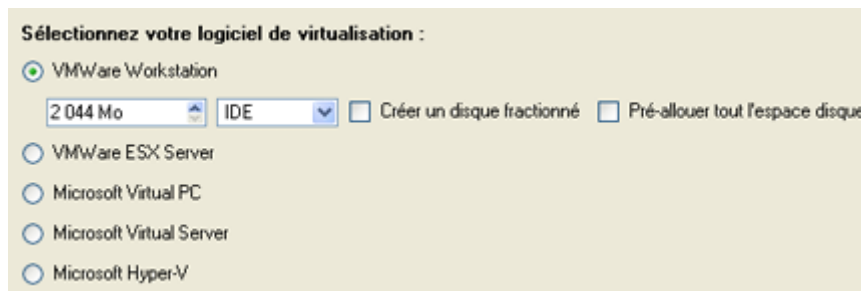 Sélectionnez votre logiciel de virtualisation :
VMWare Workstation
2 044 Mo IDE Créer un disque fractionné Pré-allouer tout l'espace disque
VMWare ESX Server
Microsoft Virtual PC
Microsoft Virtual Server
Microsoft Hyper-V